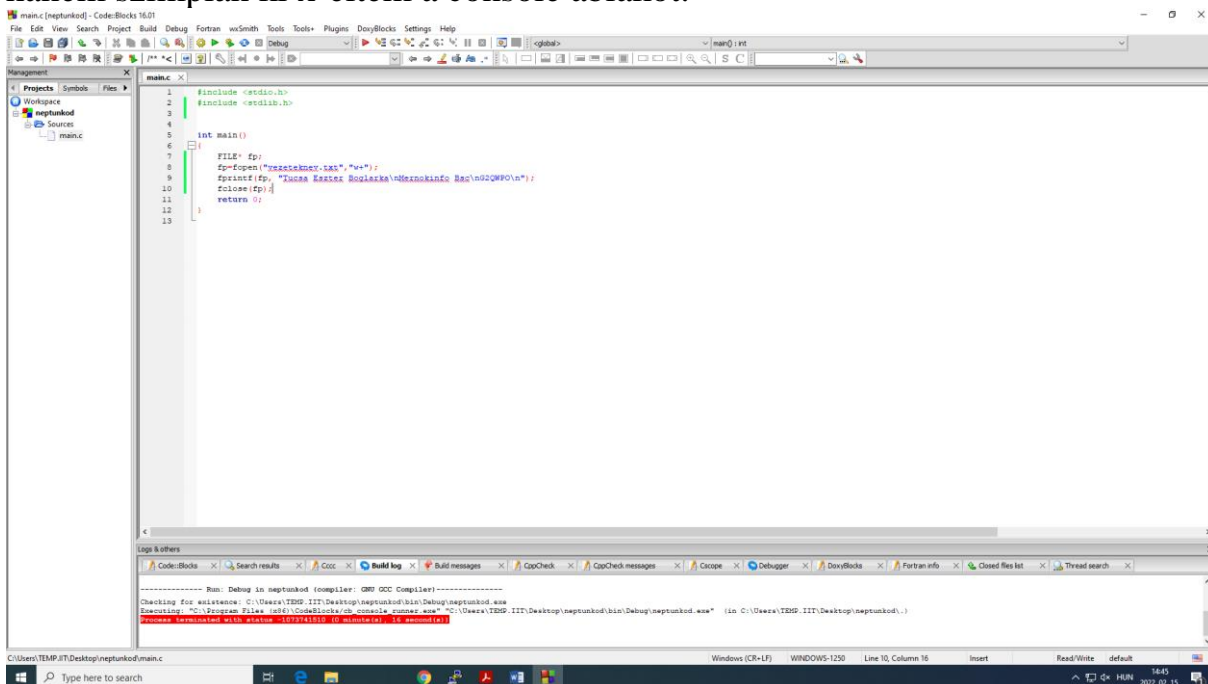 hanem szimplán ki X-eltem a console ablakot.
main.c [neptunkod] - Code::Blocks 16.01
File Edit View Search Project Build Debug Fortran wxSmith Tools Tools+ Plugins DoxyBlocks Settings Help
Debug
<global>
main() : int
/** *<
S C
Management
Projects Symbols Files
main.c
Workspace
neptunkod
Sources
main.c
1 #include <stdio.h>
2 #include <stdlib.h>
3
4
5 int main()
6 {
7 FILE* fp;
8 fp=fopen("vezeteknev.txt","w+");
9 fprintf(fp, "Tucsa Eszter Boglarka\nMernokinfo Bsc\nG2QWPO\n");
10 fclose(fp);
11 return 0;
12 }
13
Logs & others
Code::Blocks Search results Cccc Build log Build messages CppCheck CppCheck messages Cscope Debugger DoxyBlocks Fortran info Closed files list Thread search
-------------- Run: Debug in neptunkod (compiler: GNU GCC Compiler)---------------
Checking for existence: C:\Users\TEMP.IIT\Desktop\neptunkod\bin\Debug\neptunkod.exe
Executing: "C:\Program Files (x86)\CodeBlocks/cb_console_runner.exe" "C:\Users\TEMP.IIT\Desktop\neptunkod\bin\Debug\neptunkod.exe" (in C:\Users\TEMP.IIT\Desktop\neptunkod\.)
Process terminated with status -1073741510 (0 minute(s), 16 second(s))
C:\Users\TEMP.IIT\Desktop\neptunkod\main.c
Windows (CR+LF) WINDOWS-1250 Line 10, Column 16 Insert Read/Write default
Type here to search
HUN
14:45
2022. 02. 15.